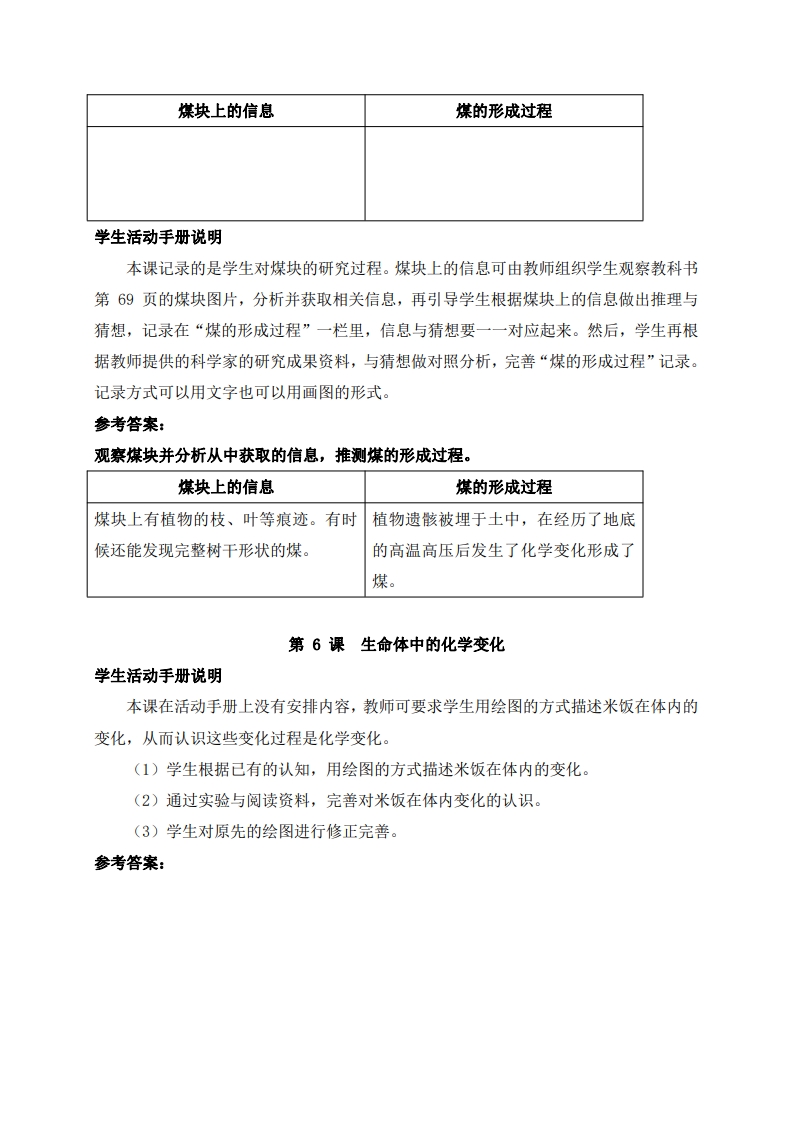 煤块上的信息 煤的形成过程
学生活动手册说明
本课记录的是学生对煤块的研究过程。煤块上的信息可由教师组织学生观察教科书
第 69 页的煤块图片，分析并获取相关信息，再引导学生根据煤块上的信息做出推理与
猜想，记录在“煤的形成过程”一栏里，信息与猜想要一一对应起来。然后，学生再根
据教师提供的科学家的研究成果资料，与猜想做对照分析，完善“煤的形成过程”记录。
记录方式可以用文字也可以用画图的形式。
参考答案：
观察煤块并分析从中获取的信息，推测煤的形成过程。
煤块上的信息 煤的形成过程
煤块上有植物的枝、叶等痕迹。有时
候还能发现完整树干形状的煤。
植物遗骸被埋于土中，在经历了地底
的高温高压后发生了化学变化形成了
煤。
第 6 课 生命体中的化学变化
学生活动手册说明
本课在活动手册上没有安排内容，教师可要求学生用绘图的方式描述米饭在体内的
变化，从而认识这些变化过程是化学变化。
（1）学生根据已有的认知，用绘图的方式描述米饭在体内的变化。
（2）通过实验与阅读资料，完善对米饭在体内变化的认识。
（3）学生对原先的绘图进行修正完善。
参考答案：